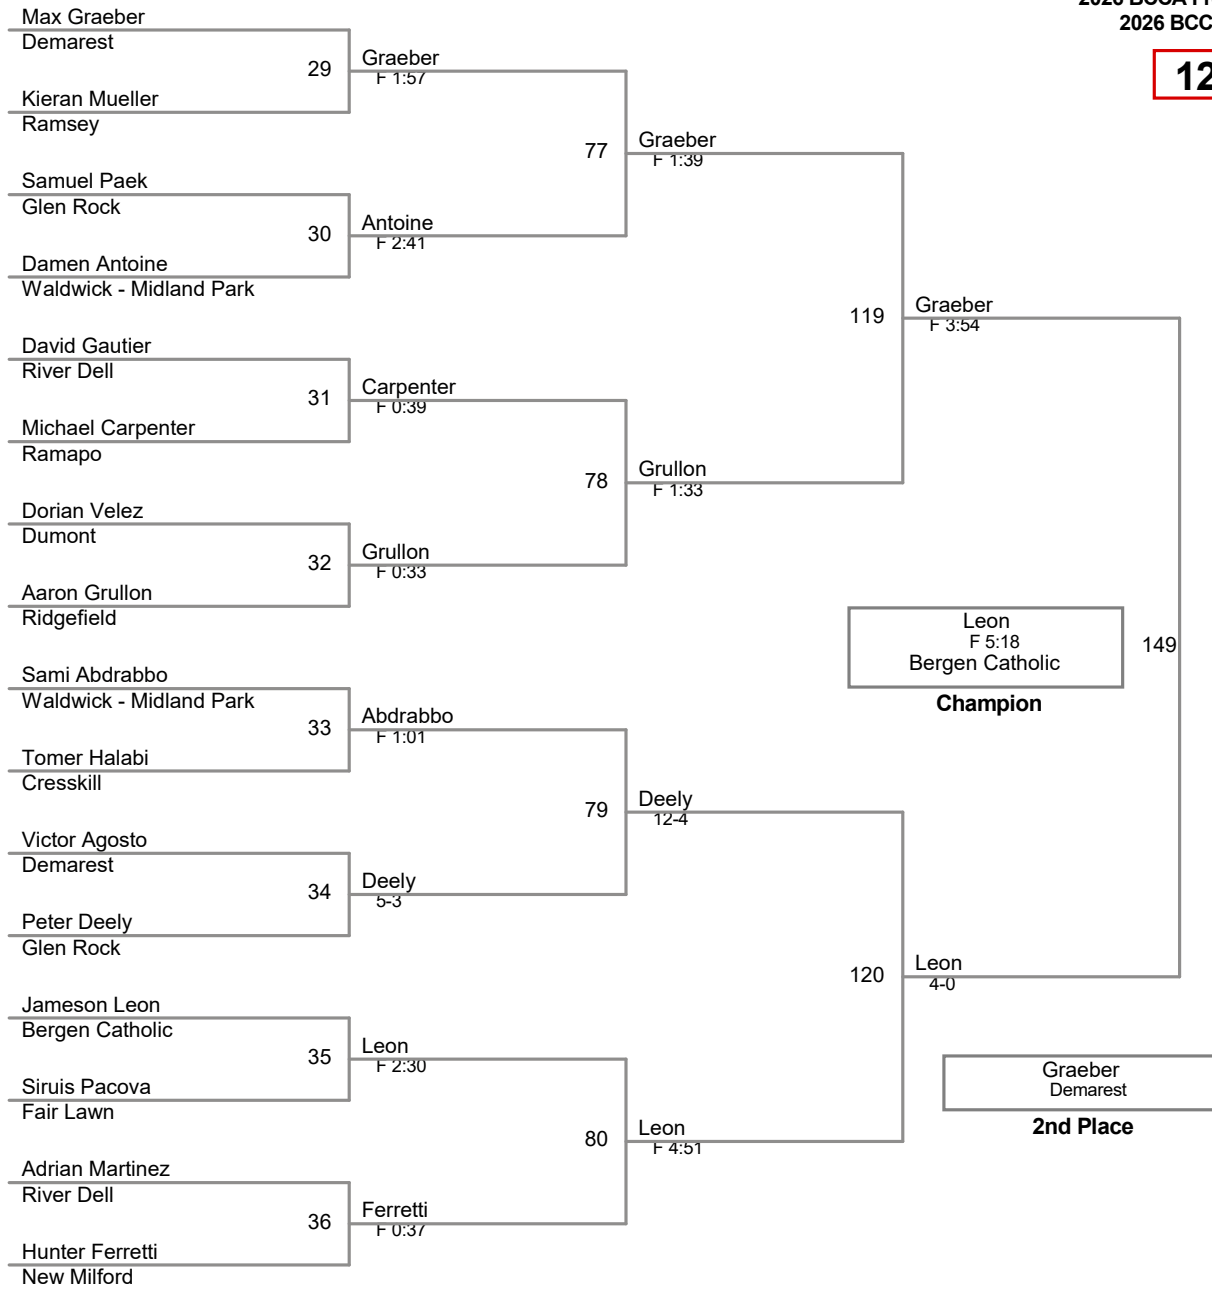 2026 BCC
12
Max Graeber
Demarest
29
Graeber
F 1:57
Kieran Mueller
Ramsey
77
Graeber
F 1:39
Samuel Paek
Glen Rock
30
Antoine
F 2:41
Damen Antoine
Waldwick - Midland Park
119
Graeber
F 3:54
David Gautier
River Dell
31
Carpenter
F 0:39
Michael Carpenter
Ramapo
78
Grullon
F 1:33
Dorian Velez
Dumont
32
Grullon
F 0:33
Aaron Grullon
Ridgefield
Leon
F 5:18
Bergen Catholic
149
Champion
Sami Abdrabbo
Waldwick - Midland Park
33
Abdrabbo
F 1:01
Tomer Halabi
Cresskill
79
Deely
12-4
Victor Agosto
Demarest
34
Deely
5-3
Peter Deely
Glen Rock
120
Leon
4-0
Jameson Leon
Bergen Catholic
35
Leon
F 2:30
Siruis Pacova
Fair Lawn
Graeber
Demarest
2nd Place
80
Leon
F 4:51
Adrian Martinez
River Dell
36
Ferretti
F 0:37
Hunter Ferretti
New Milford